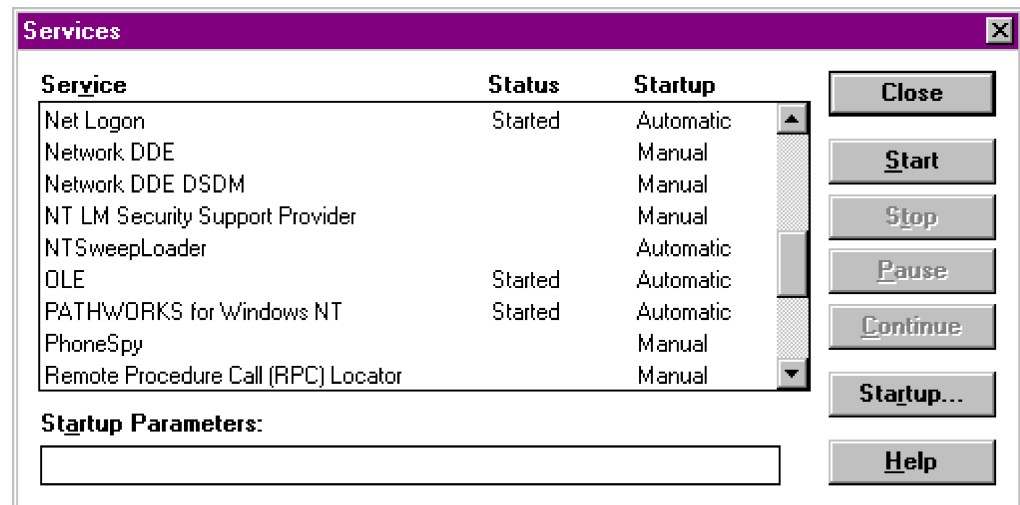 Services
Service Status Startup
Net Logon Started Automatic
Network DDE Manual
Network DDE DSDM Manual
NT LM Security Support Provider Manual
NTSweepLoader Automatic
OLE Started Automatic
PATHWORKS for Windows NT Started Automatic
PhoneSpy Manual
Remote Procedure Call (RPC) Locator Manual
Startup Parameters:
Close
Start
Stop
Pause
Continue
Startup...
Help